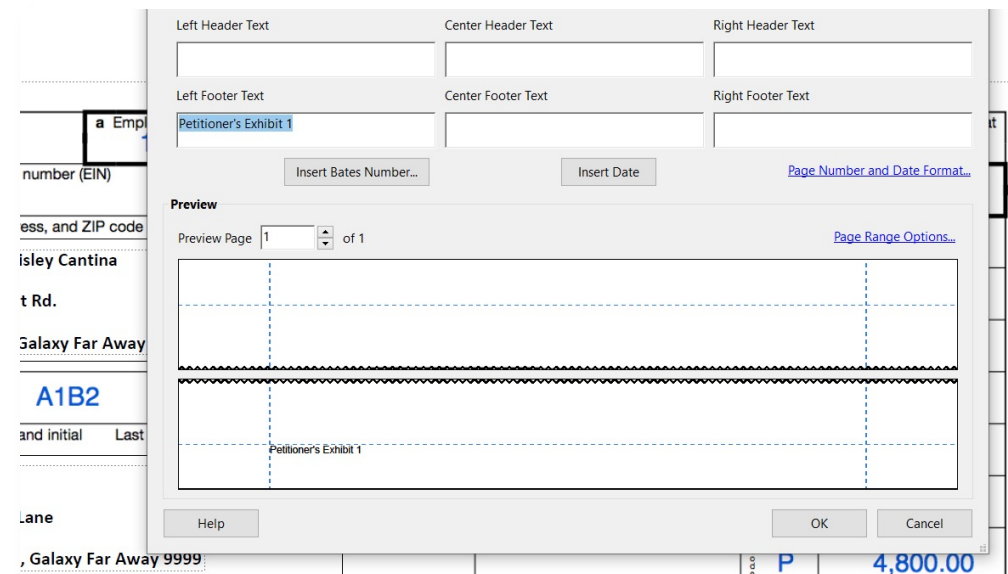 Left Header Text Center Header Text Right Header Text
Left Footer Text Center Footer Text Right Footer Text
Petitioner's Exhibit 1
Insert Bates Number... Insert Date Page Number and Date Format...
Preview
Preview Page 1 of 1 Page Range Options...
Petitioner's Exhibit 1
Help OK Cancel
a
number (EIN)
and ZIP code
Cantina
t Rd.
Galaxy Far Away
A1B2
and initial Last
Lane
, Galaxy Far Away 9999
P 4,800.00